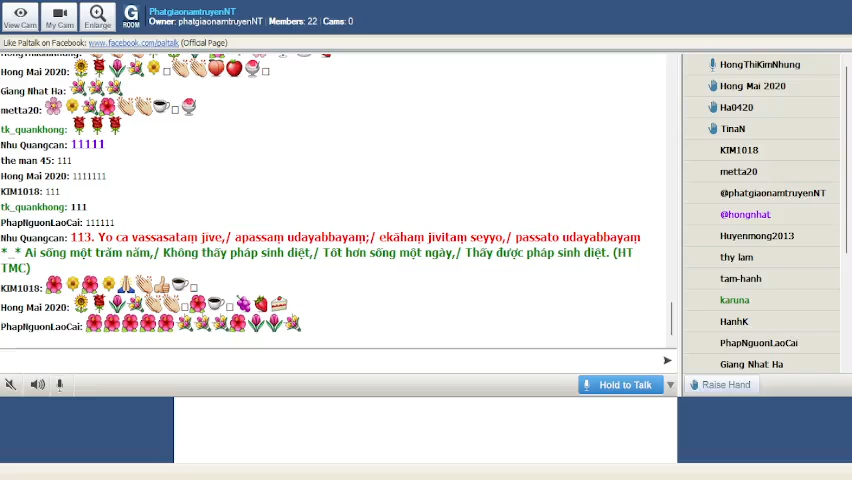 View Cam
My Cam
Enlarge
G
ROOM
PhatgiaonamtruyenNT
Owner: phatgiaonamtruyenNT | Members: 22 | Cams: 0
Like Paltalk on Facebook: www.facebook.com/paltalk (Official Page)
Hong Mai 2020:
Giang Nhat Ha:
metta20:
tk_quankhong:
Nhu Quangcan: 11111
the man 45: 111
Hong Mai 2020: 1111111
KIM1018: 111
tk_quankhong: 111
PhapNguonLaoCai: 111111
Nhu Quangcan: 113. Yo ca vassasataṃ jīve,/ apassaṃ udayabbayaṃ;/ ekāhaṃ jīvitaṃ seyyo,/ passato udayabbayaṃ
*_* Ai sống một trăm năm,/ Không thấy pháp sinh diệt,/ Tốt hơn sống một ngày,/ Thấy được pháp sinh diệt. (HT
TMC)
KIM1018:
Hong Mai 2020:
PhapNguonLaoCai:
Hold to Talk
HongThiKimNhung
Hong Mai 2020
Ha0420
TinaN
KIM1018
metta20
@phatgiaonamtruyenNT
@hongnhat
Huyenmong2013
thy lam
tam-hanh
karuna
HanhK
PhapNguonLaoCai
Giang Nhat Ha
Raise Hand